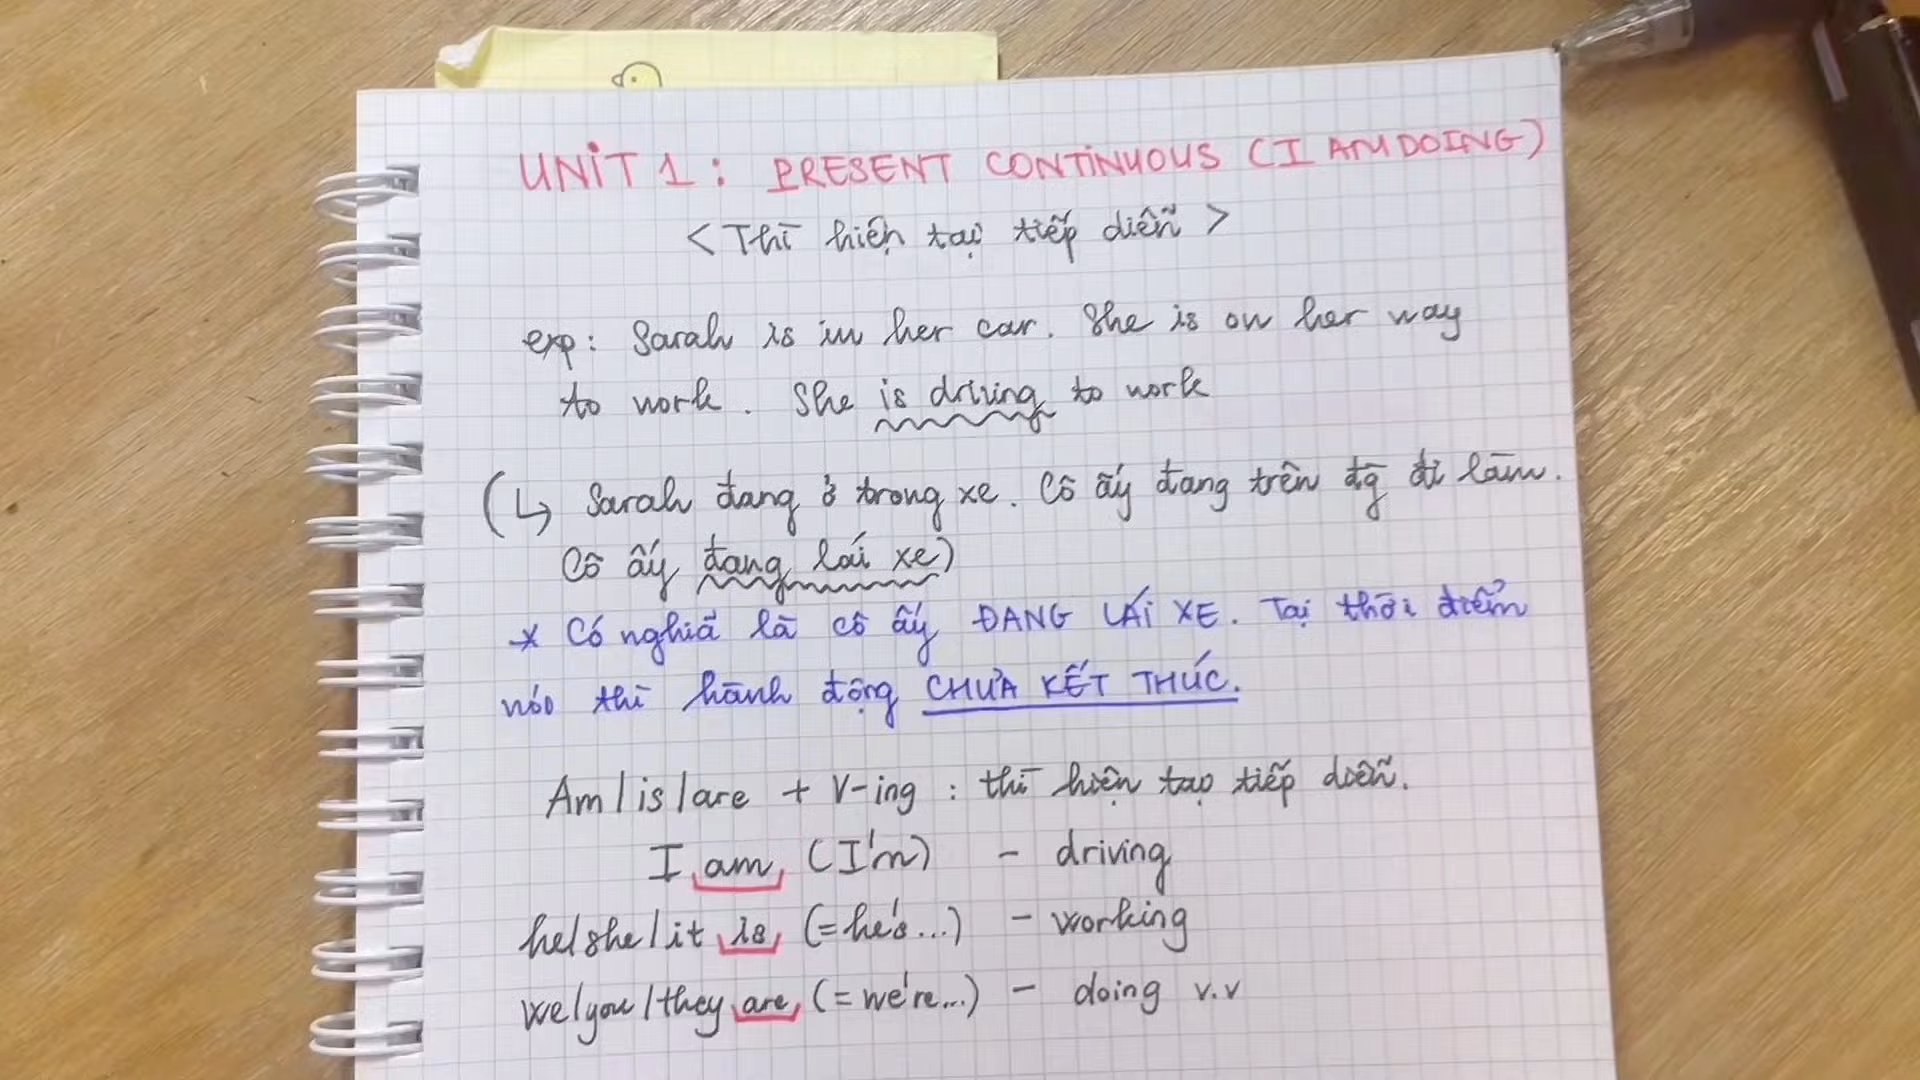 UNIT 1: PRESENT CONTINUOUS (I AM DOING)
<Thì hiện tại tiếp diễn>
exp: Sarah is in her car. She is on her way
to work. She is driving to work
(↳ Sarah đang ở trong xe. Cô ấy đang trên đg đi làm.
Cô ấy đang lái xe)
* Có nghĩa là cô ấy ĐANG LÁI XE. Tại thời điểm
nói thì hành động CHƯA KẾT THÚC.
Am/is/are + V-ing: thì hiện tại tiếp diễn.
I am (I'm) - driving
he/she/it is (=he's...) - working
we/you/they are (=we're...) - doing v.v